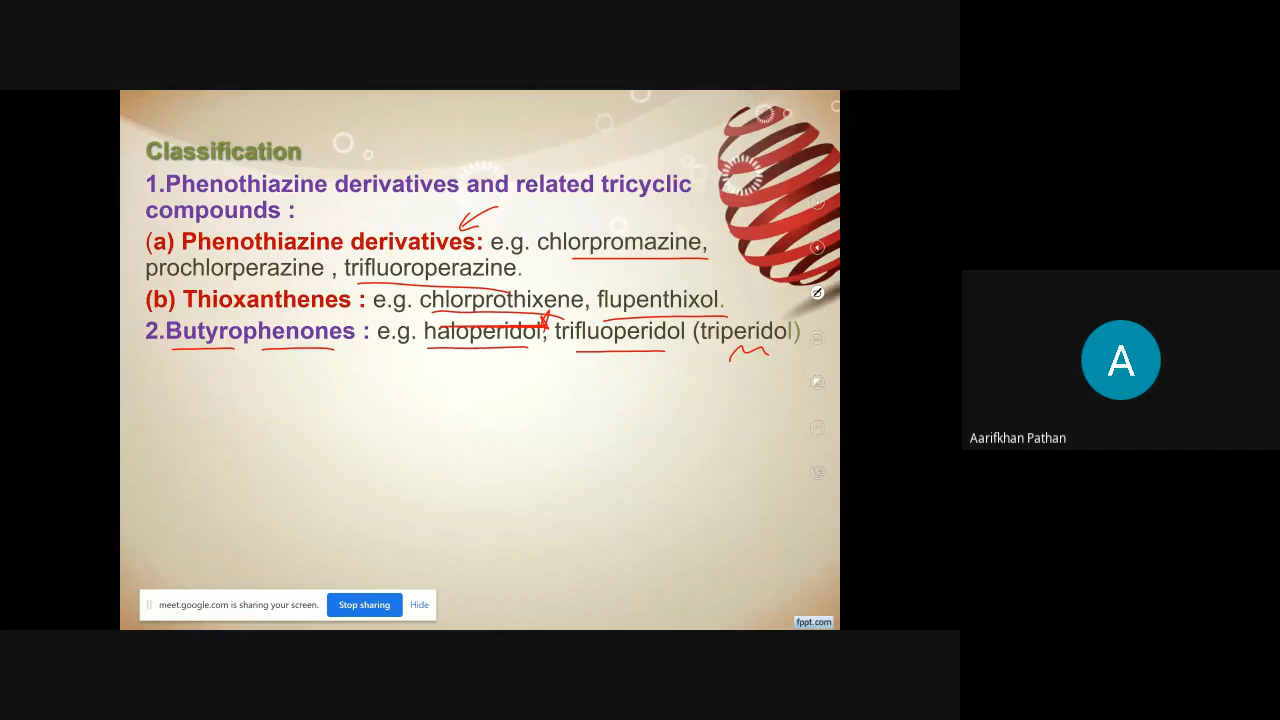 Classification
1.Phenothiazine derivatives and related tricyclic
compounds :
(a) Phenothiazine derivatives: e.g. chlorpromazine,
prochlorperazine , trifluoroperazine.
(b) Thioxanthenes : e.g. chlorprothixene, flupenthixol.
2.Butyrophenones : e.g. haloperidol, trifluoperidol (triperidol)
A
Aarifkhan Pathan
meet.google.com is sharing your screen. Stop sharing Hide
fppt.com